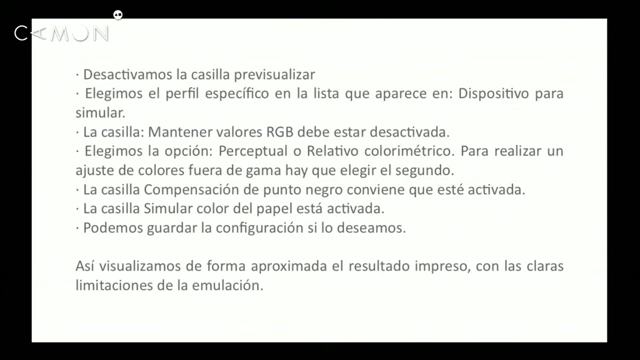 CAMON
· Desactivamos la casilla previsualizar
· Elegimos el perfil específico en la lista que aparece en: Dispositivo para
simular.
· La casilla: Mantener valores RGB debe estar desactivada.
· Elegimos la opción: Perceptual o Relativo colorimétrico. Para realizar un
ajuste de colores fuera de gama hay que elegir el segundo.
· La casilla Compensación de punto negro conviene que esté activada.
· La casilla Simular color del papel está activada.
· Podemos guardar la configuración si lo deseamos.
Así visualizamos de forma aproximada el resultado impreso, con las claras
limitaciones de la emulación.